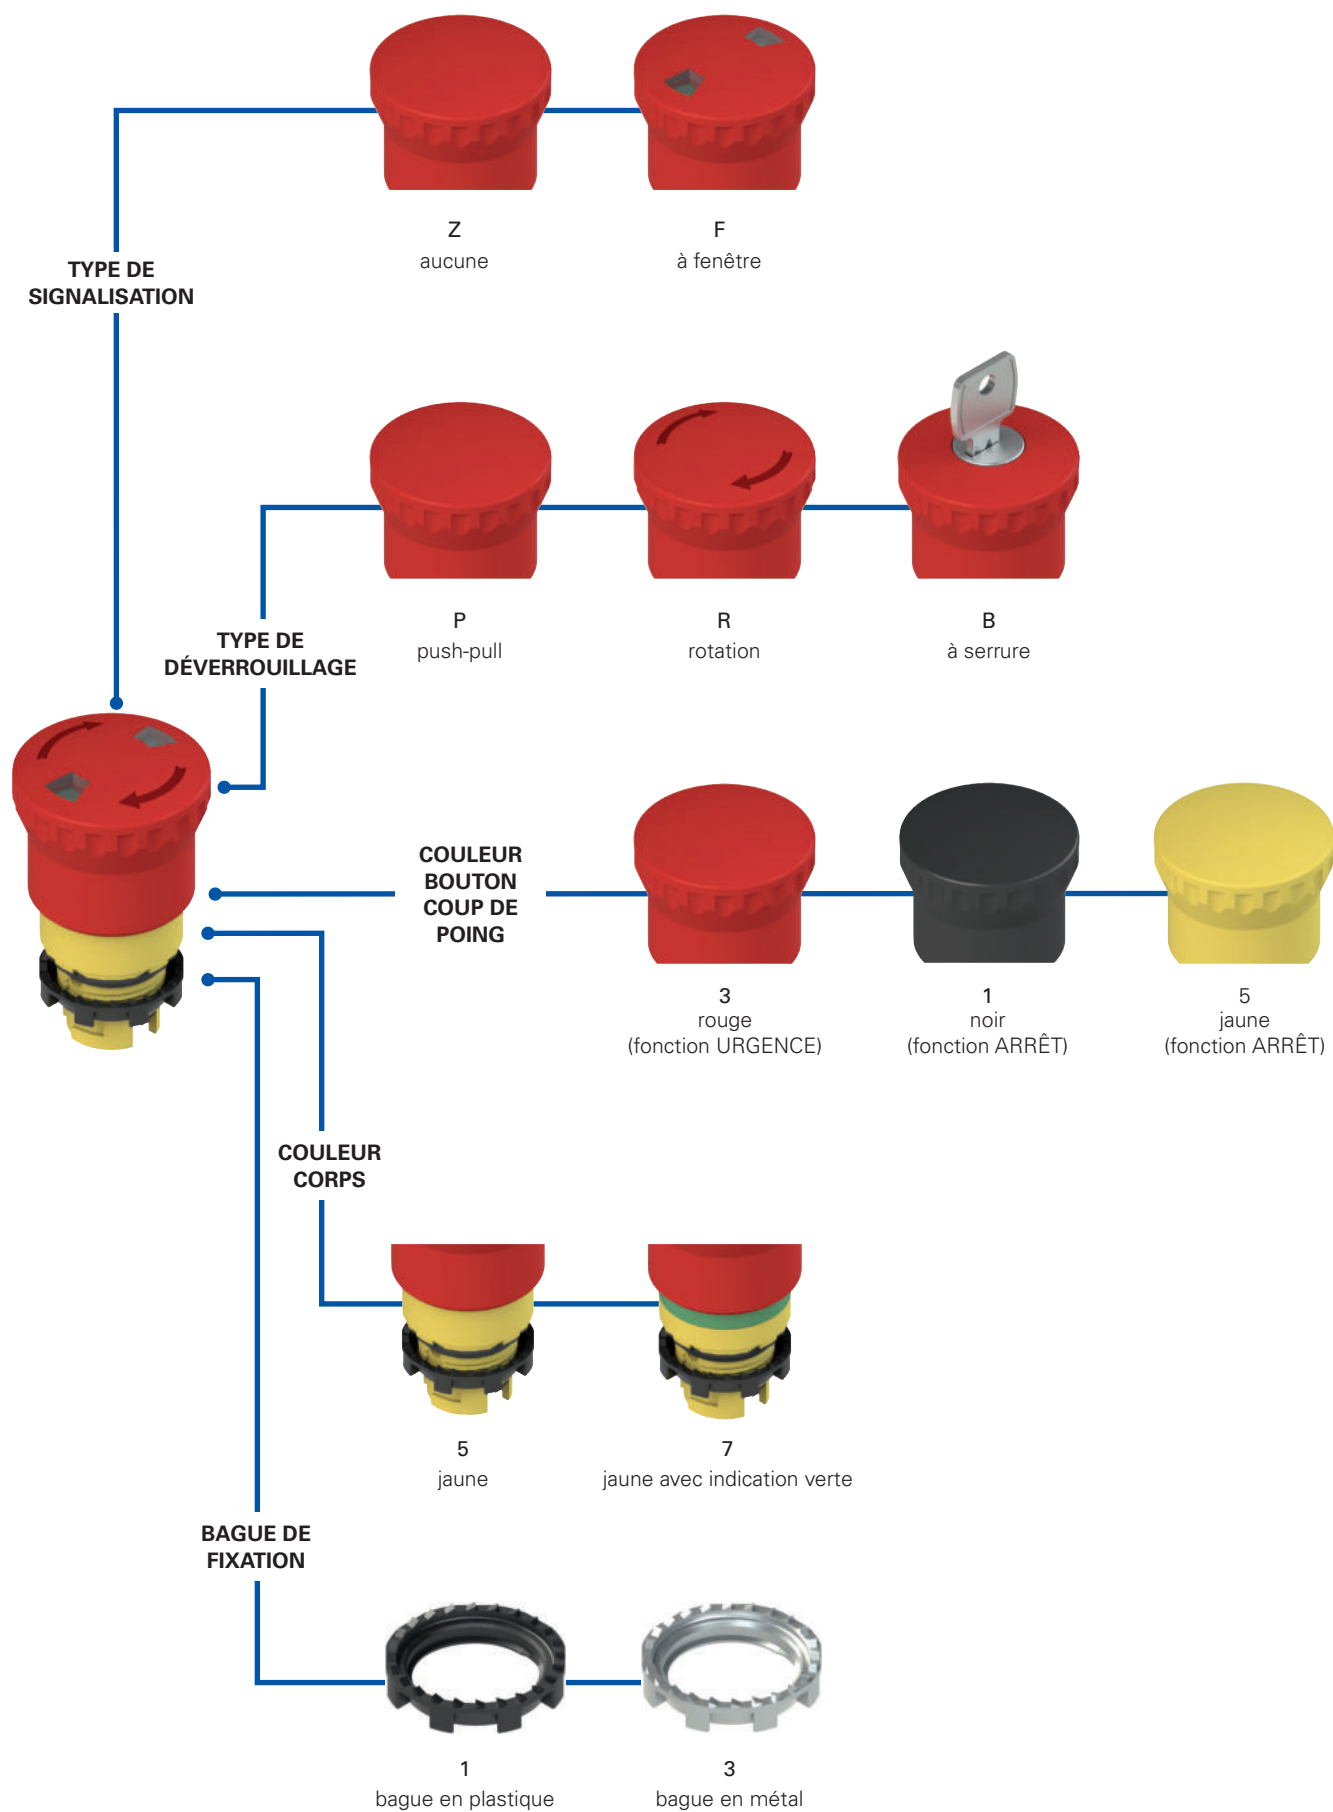 Z
aucune
F
à fenêtre
TYPE DE
SIGNALISATION
P
push-pull
R
rotation
B
à serrure
TYPE DE
DÉVERROUILLAGE
COULEUR
BOUTON
COUP DE
POING
3
rouge
(fonction URGENCE)
1
noir
(fonction ARRÊT)
5
jaune
(fonction ARRÊT)
COULEUR
CORPS
5
jaune
7
jaune avec indication verte
BAGUE DE
FIXATION
1
bague en plastique
3
bague en métal